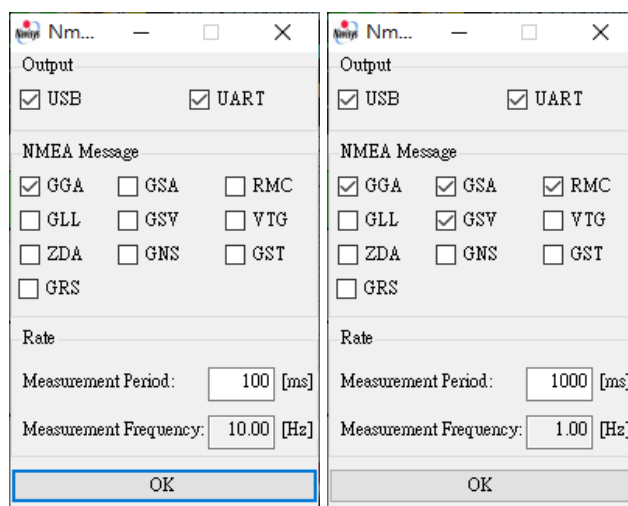 Navsys Nm...
Output
USB UART
NMEA Message
GGA GSA RMC
GLL GSV VTG
ZDA GNS GST
GRS
Rate
Measurement Period: 100 [ms]
Measurement Frequency: 10.00 [Hz]
OK
Nm...
Output
USB UART
NMEA Message
GGA GSA RMC
GLL GSV VTG
ZDA GNS GST
GRS
Rate
Measurement Period: 1000 [ms]
Measurement Frequency: 1.00 [Hz]
OK